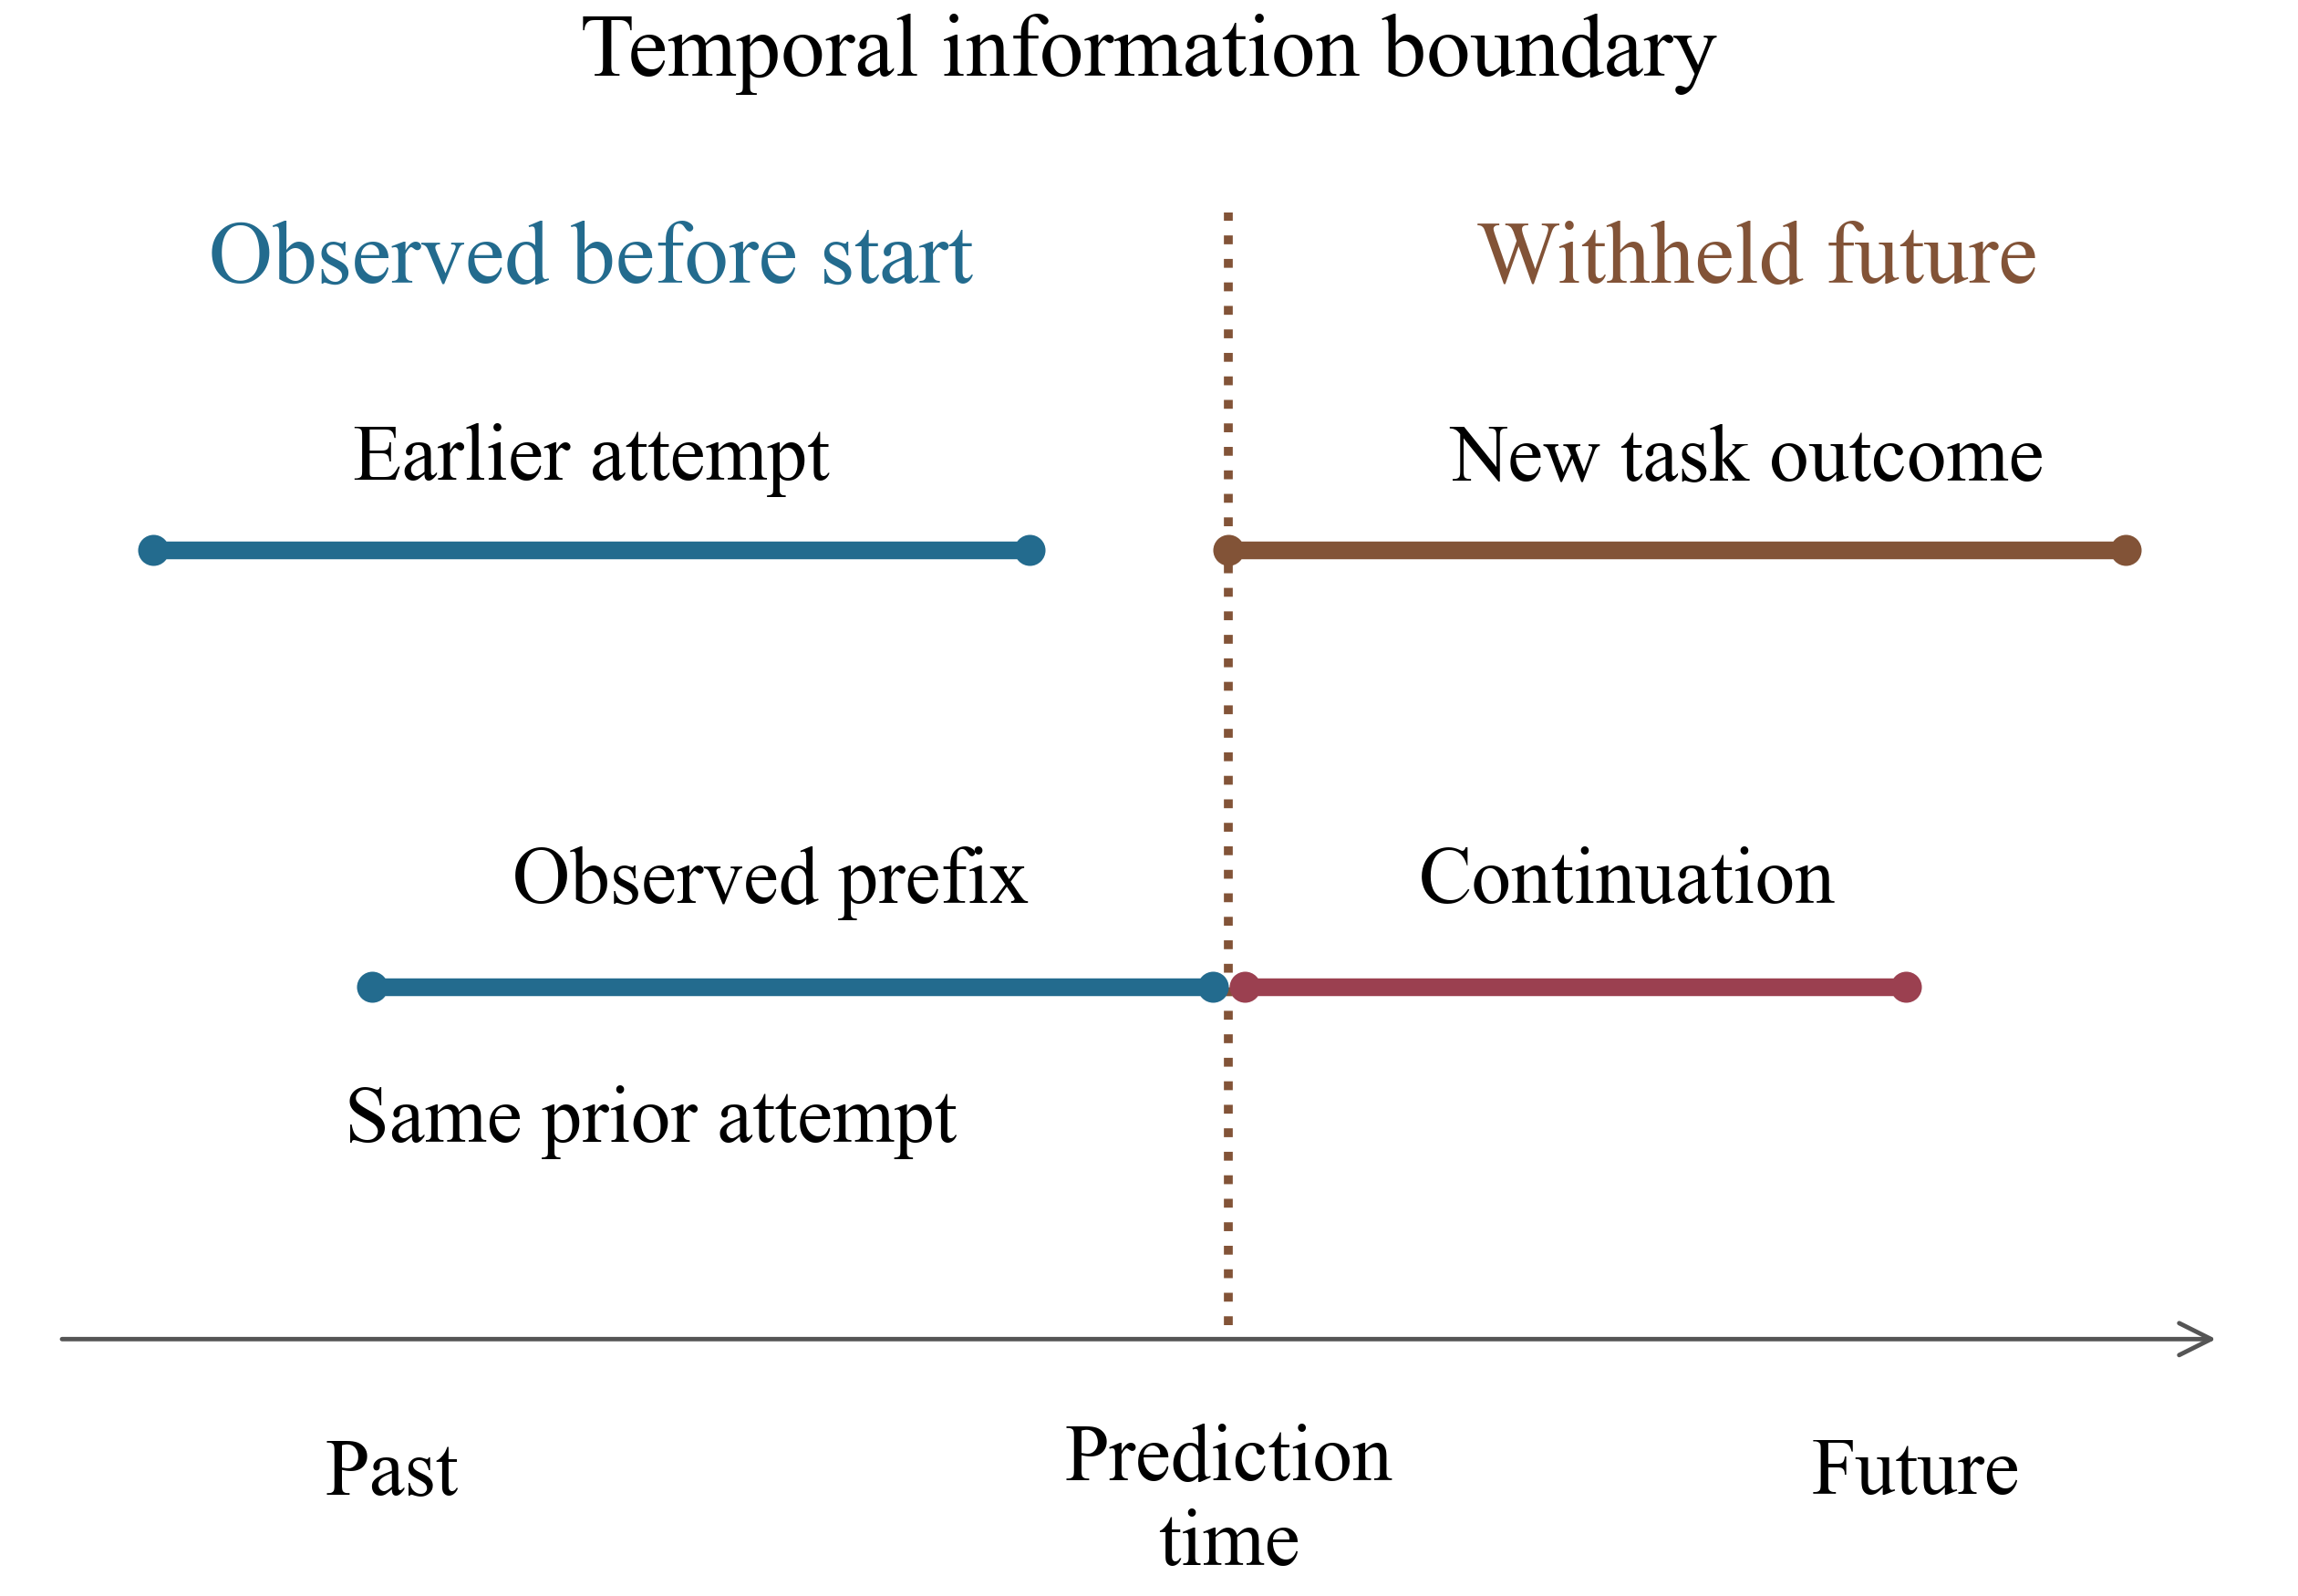 Temporal information boundary
Observed before start
Withheld future
Earlier attempt
New task outcome
Observed prefix
Continuation
Same prior attempt
Past
Prediction
time
Future